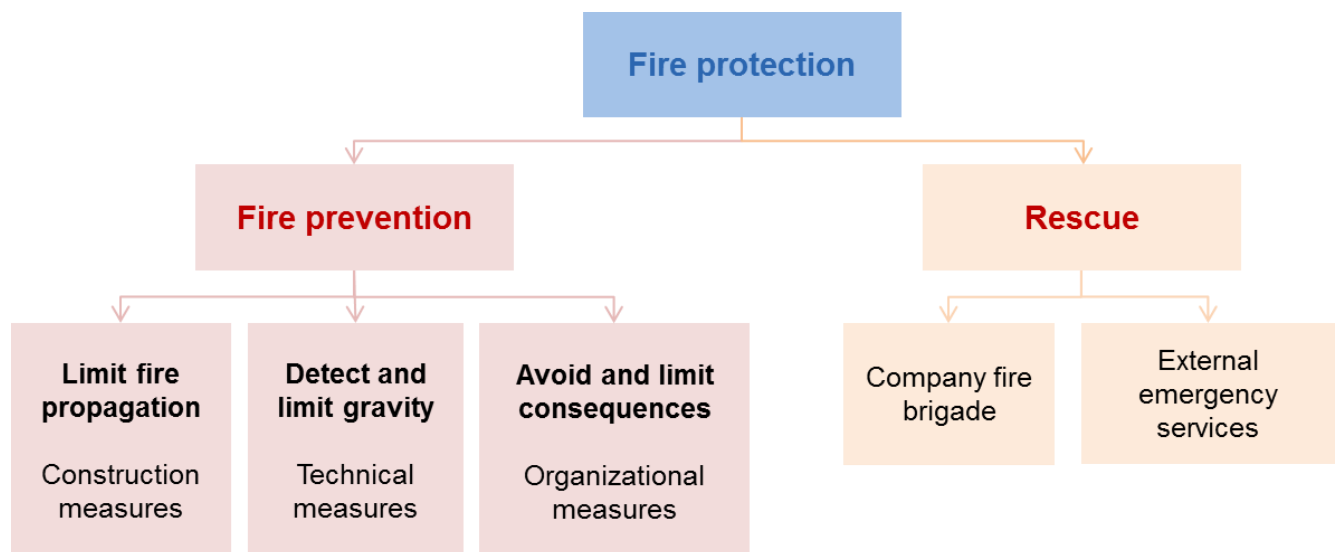 Fire protection
Fire prevention
Rescue
Limit fire
propagation
Construction
measures
Detect and
limit gravity
Technical
measures
Avoid and limit
consequences
Organizational
measures
Company fire
brigade
External
emergency
services